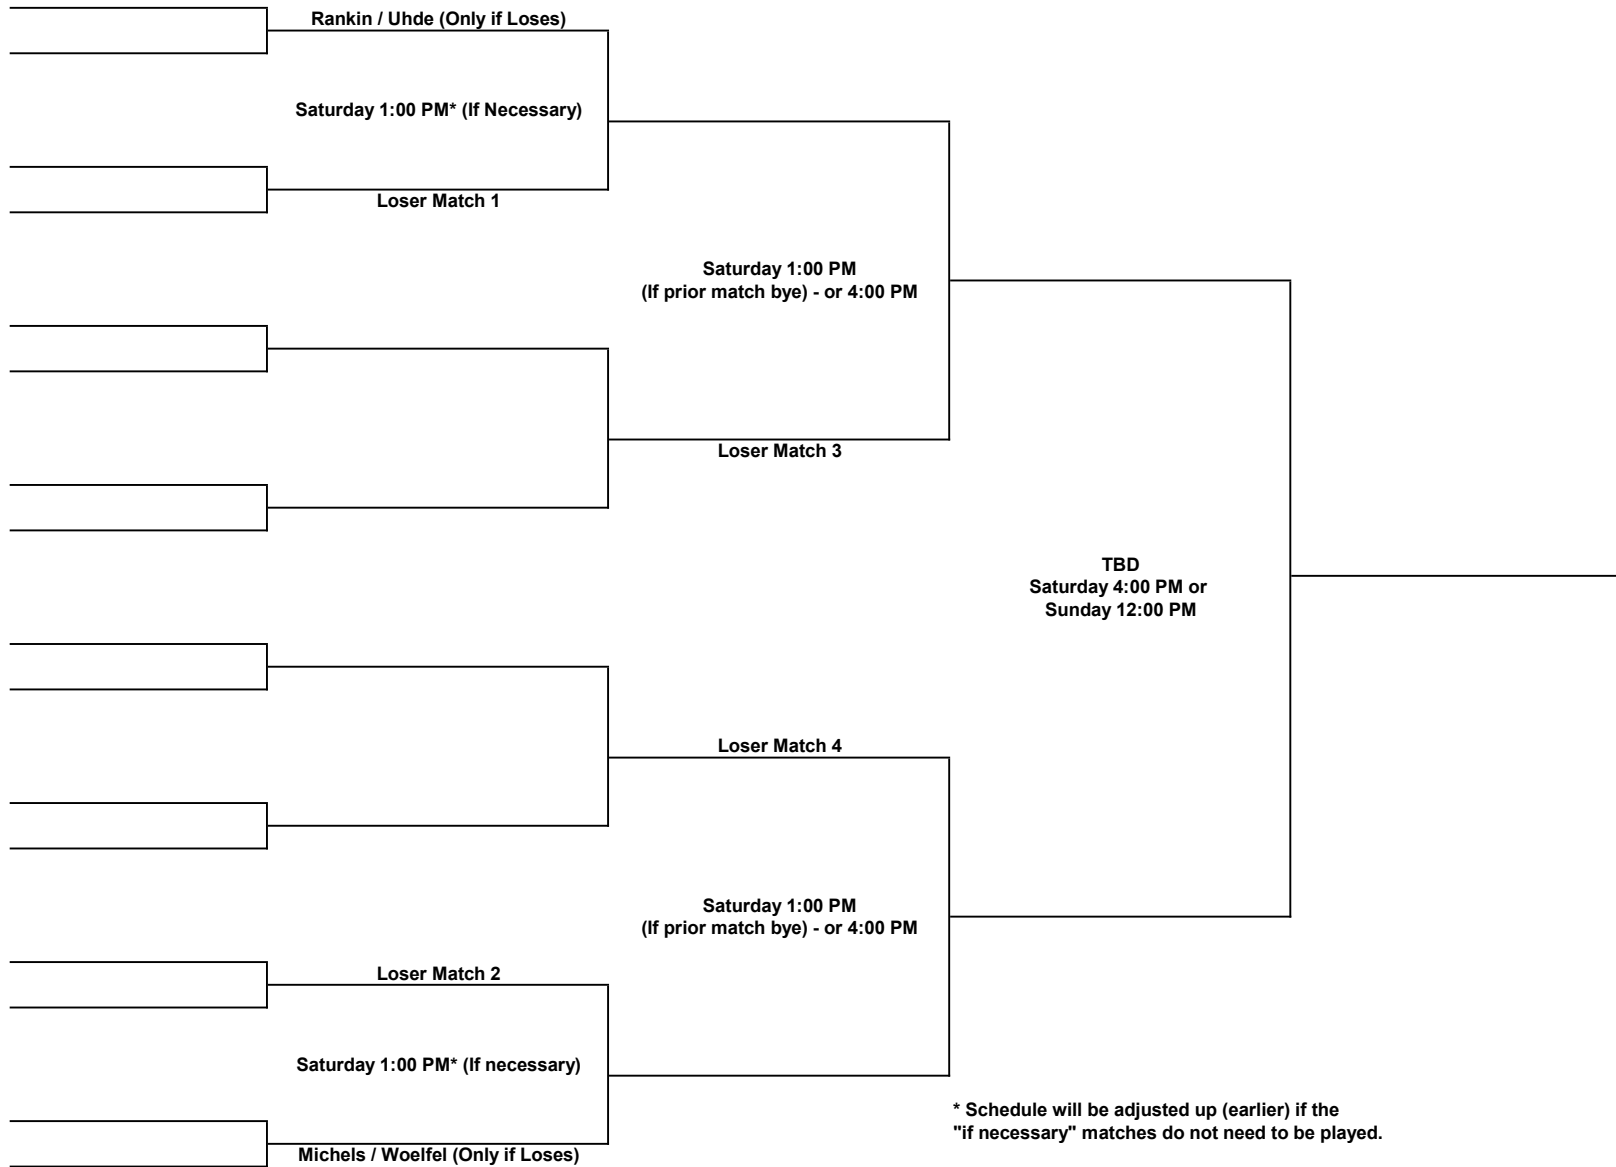 Rankin / Uhde (Only if Loses)
Saturday 1:00 PM* (If Necessary)
Loser Match 1
Saturday 1:00 PM
(If prior match bye) - or 4:00 PM
Loser Match 3
TBD
Saturday 4:00 PM or
Sunday 12:00 PM
Loser Match 4
Saturday 1:00 PM
(If prior match bye) - or 4:00 PM
Loser Match 2
Saturday 1:00 PM* (If necessary)
Michels / Woelfel (Only if Loses)
* Schedule will be adjusted up (earlier) if the
"if necessary" matches do not need to be played.